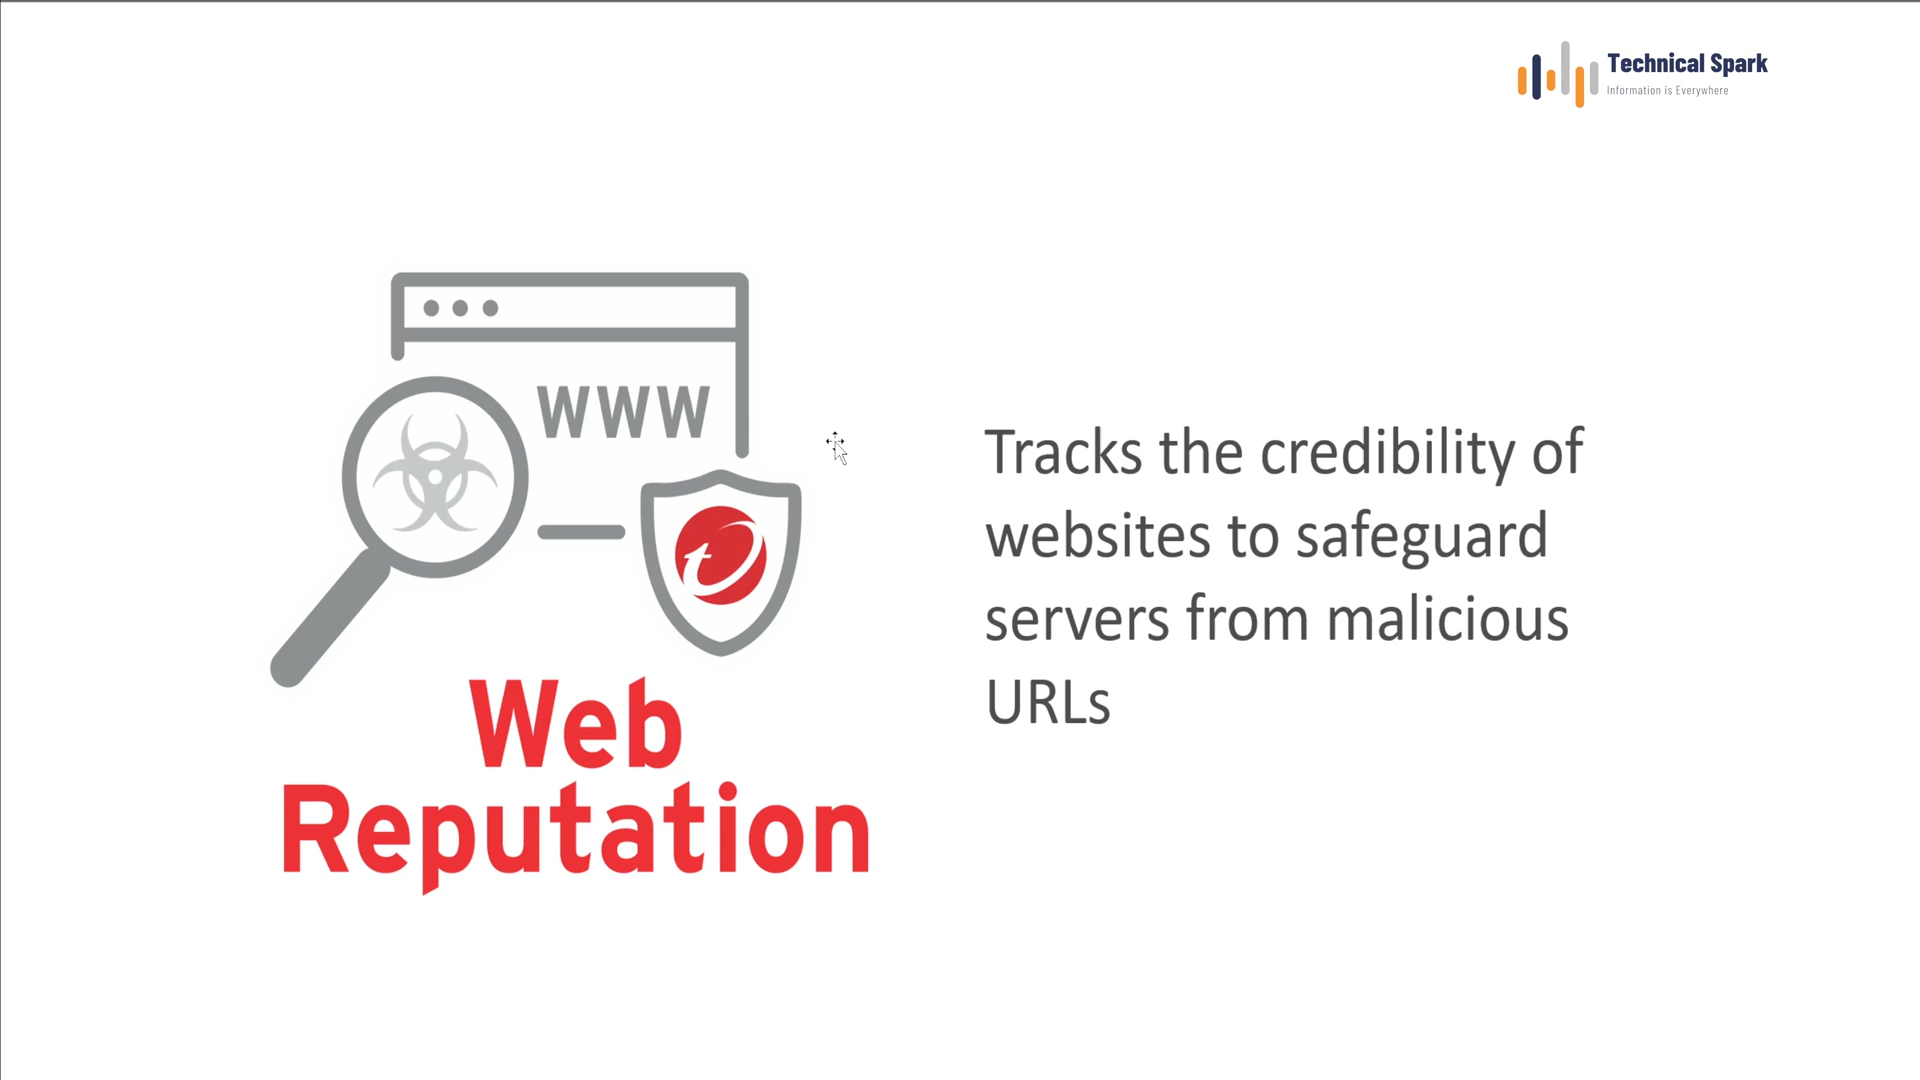 Technical Spark
Information is Everywhere
WWW
Web
Reputation
Tracks the credibility of
websites to safeguard
servers from malicious
URLs